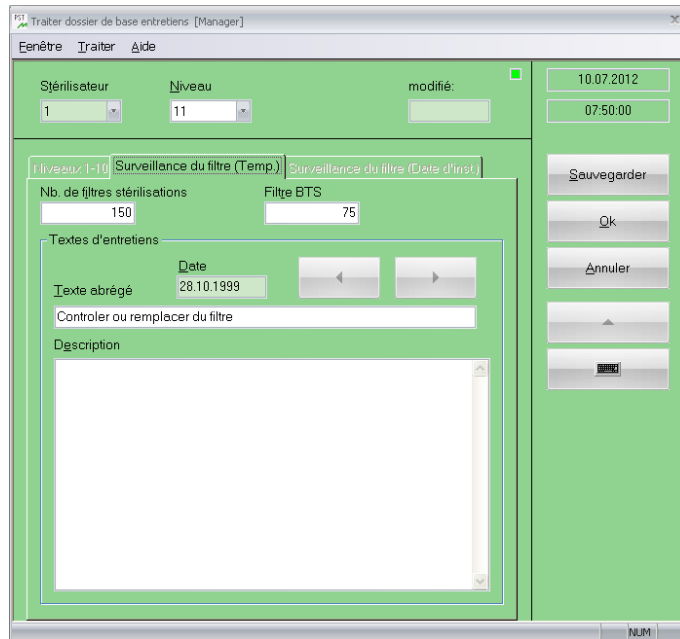 PST Traiter dossier de base entretiens [Manager]
Fenêtre Traiter Aide
Stérilisateur Niveau modifié:
1 11
10.07.2012
07:50:00
Niveaux 1-10 Surveillance du filtre (Temp.) Surveillance du filtre (Date d'inst.)
Nb. de filtres stérilisations Filtre BTS
150 75
Textes d'entretiens
Date
Texte abrégé 28.10.1999
Controler ou remplacer du filtre
Description
Sauvegarder
Ok
Annuler
NUM